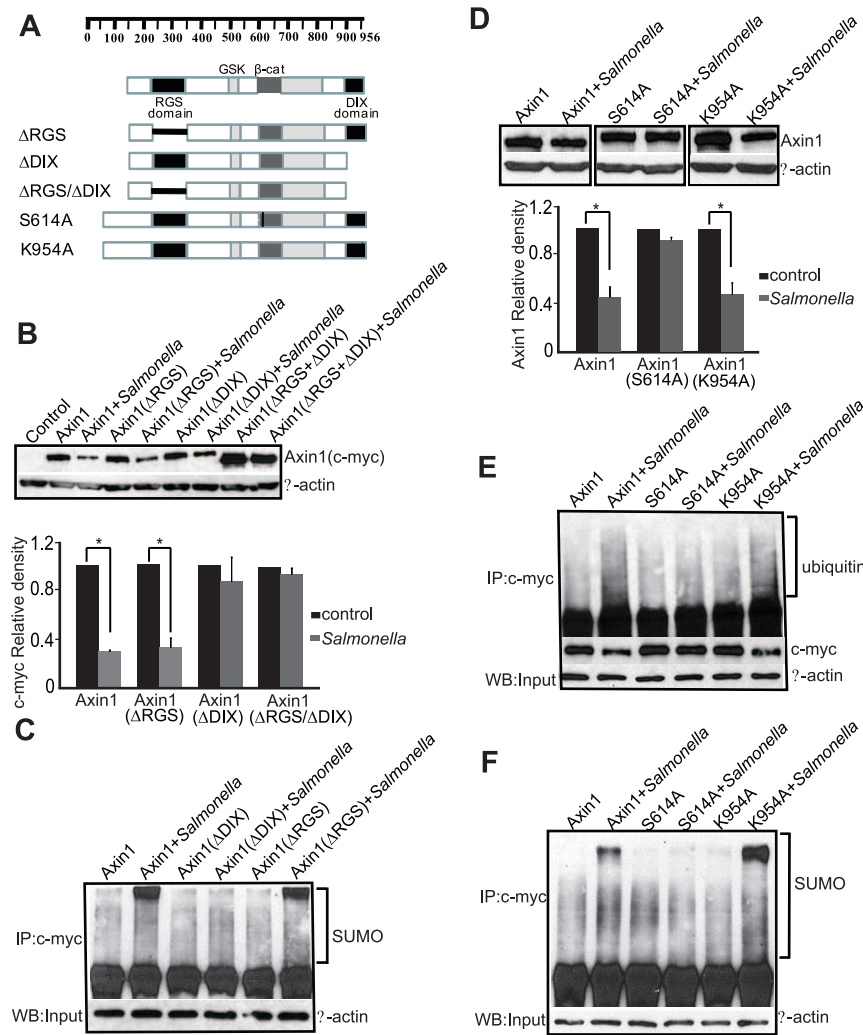 A
0 100 200 300 400 500 600 700 800 900 956
GSK β-cat
RGS domain
DIX domain
ΔRGS
ΔDIX
ΔRGS/ΔDIX
S614A
K954A
B
Control
Axin1
Axin1+Salmonella
Axin1(ΔRGS)
Axin1(ΔRGS)+Salmonella
Axin1(ΔDIX)
Axin1(ΔDIX)+Salmonella
Axin1(ΔRGS+ΔDIX)
Axin1(ΔRGS+ΔDIX)+Salmonella
Axin1(c-myc)
?-actin
c-myc Relative density
1.2
0.8
0.4
0
*
*
control
Salmonella
Axin1 Axin1 Axin1 Axin1
(ΔRGS) (ΔDIX) (ΔRGS/ΔDIX)
C
Axin1
Axin1+Salmonella
Axin1(ΔDIX)
Axin1(ΔDIX)+Salmonella
Axin1(ΔRGS)
Axin1(ΔRGS)+Salmonella
IP:c-myc
SUMO
WB:Input
?-actin
D
Axin1
Axin1+Salmonella
S614A
S614A+Salmonella
K954A
K954A+Salmonella
Axin1
?-actin
Axin1 Relative density
1.2
0.8
0.4
0
*
*
control
Salmonella
Axin1 Axin1 Axin1
(S614A) (K954A)
E
Axin1
Axin1+Salmonella
S614A
S614A+Salmonella
K954A
K954A+Salmonella
IP:c-myc
ubiquitin
c-myc
WB:Input
?-actin
F
Axin1
Axin1+Salmonella
S614A
S614A+Salmonella
K954A
K954A+Salmonella
IP:c-myc
SUMO
WB:Input
?-actin